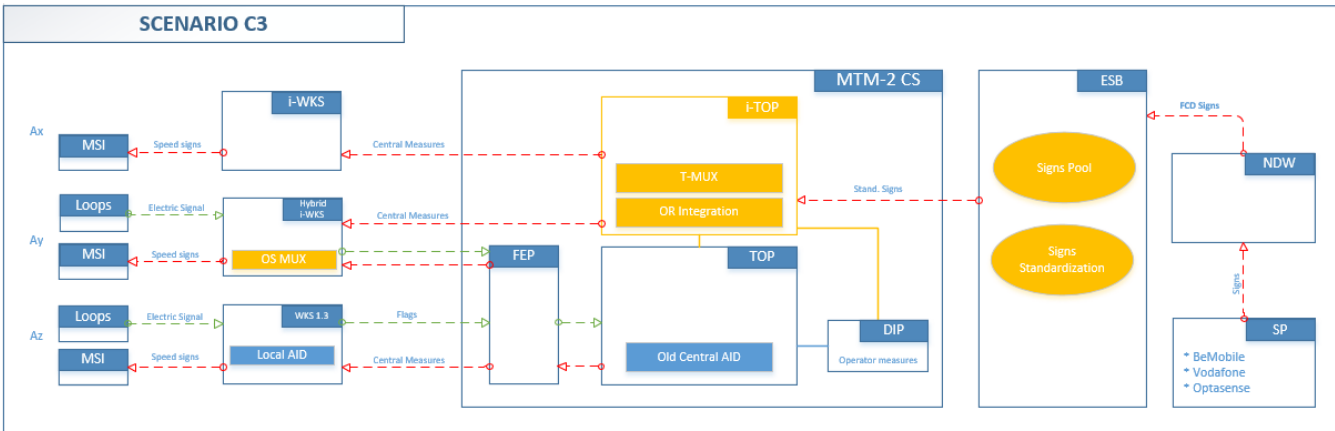 SCENARIO C3
MTM-2 CS
ESB
i-WKS
i-TOP
FCD Signs
Ax
MSI
Speed signs
Central Measures
NDW
T-MUX
Signs Pool
Stand. Signs
Loops
Electric Signal
Hybrid
i-WKS
Central Measures
OR Integration
Ay
MSI
Speed signs
OS MUX
FEP
TOP
Signs
Standardization
Signs
Loops
Electric Signal
WKS 1.3
Flags
DIP
SP
Az
MSI
Speed signs
Local AID
Central Measures
Old Central AID
Operator measures
* BeMobile
* Vodafone
* Optasense